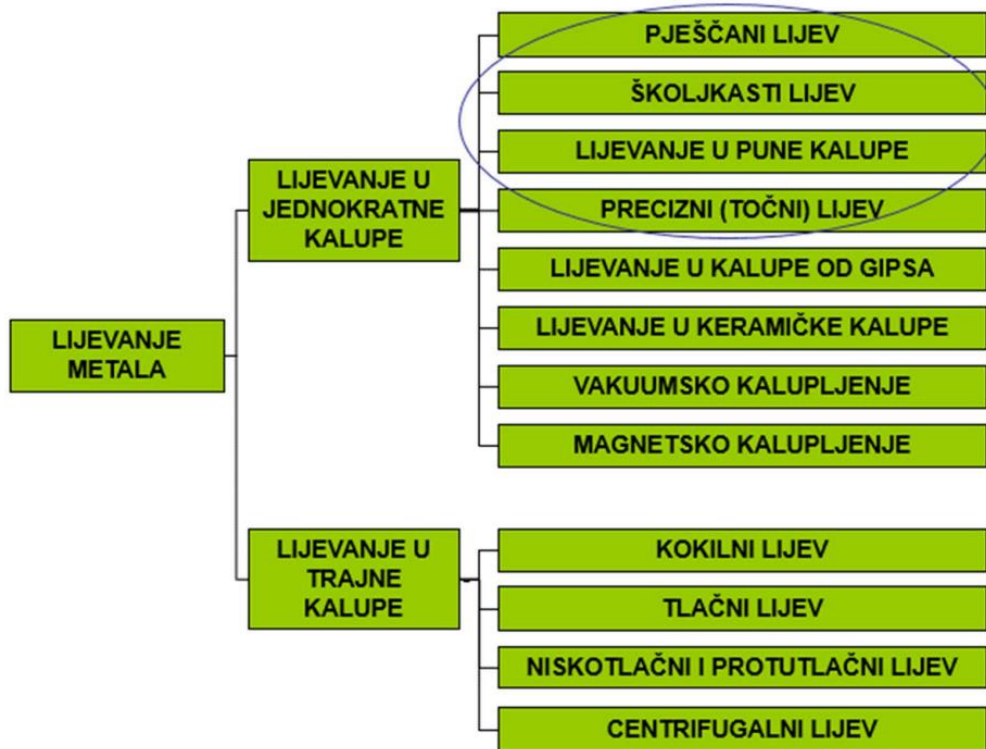 PJEŠČANI LIJEV
ŠKOLJKASTI LIJEV
LIJEVANJE U PUNE KALUPE
LIJEVANJE U
JEDNOKRATNE
KALUPE
PRECIZNI (TOČNI) LIJEV
LIJEVANJE U KALUPE OD GIPSA
LIJEVANJE U KERAMIČKE KALUPE
LIJEVANJE
METALA
VAKUUMSKO KALUPLJENJE
MAGNETSKO KALUPLJENJE
LIJEVANJE U
TRAJNE
KALUPE
KOKILNI LIJEV
TLAČNI LIJEV
NISKOTLAČNI I PROTUTLAČNI LIJEV
CENTRIFUGALNI LIJEV